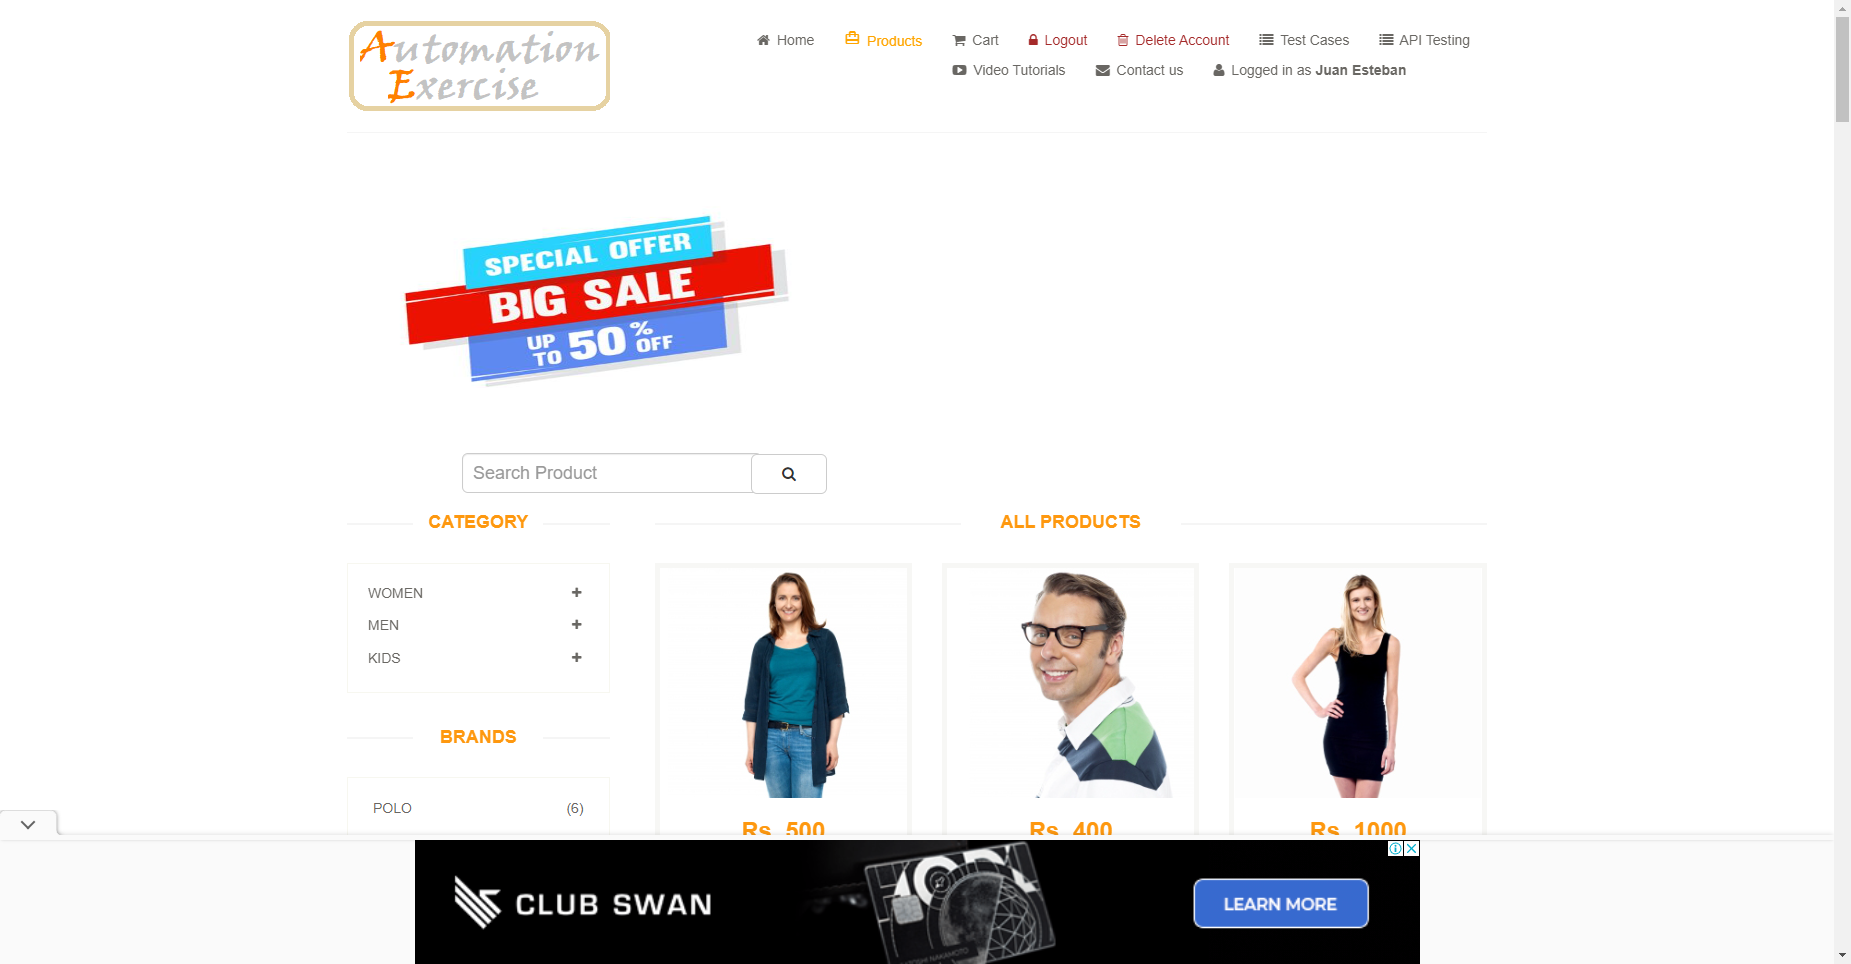 Automation
Exercise
Home
Products
Cart
Logout
Delete Account
Test Cases
API Testing
Video Tutorials
Contact us
Logged in as Juan Esteban
SPECIAL OFFER
BIG SALE
UP TO 50% OFF
Search Product
CATEGORY
ALL PRODUCTS
WOMEN
MEN
KIDS
BRANDS
POLO (6)
Rs. 500
Rs. 400
Rs. 1000
CLUB SWAN
LEARN MORE